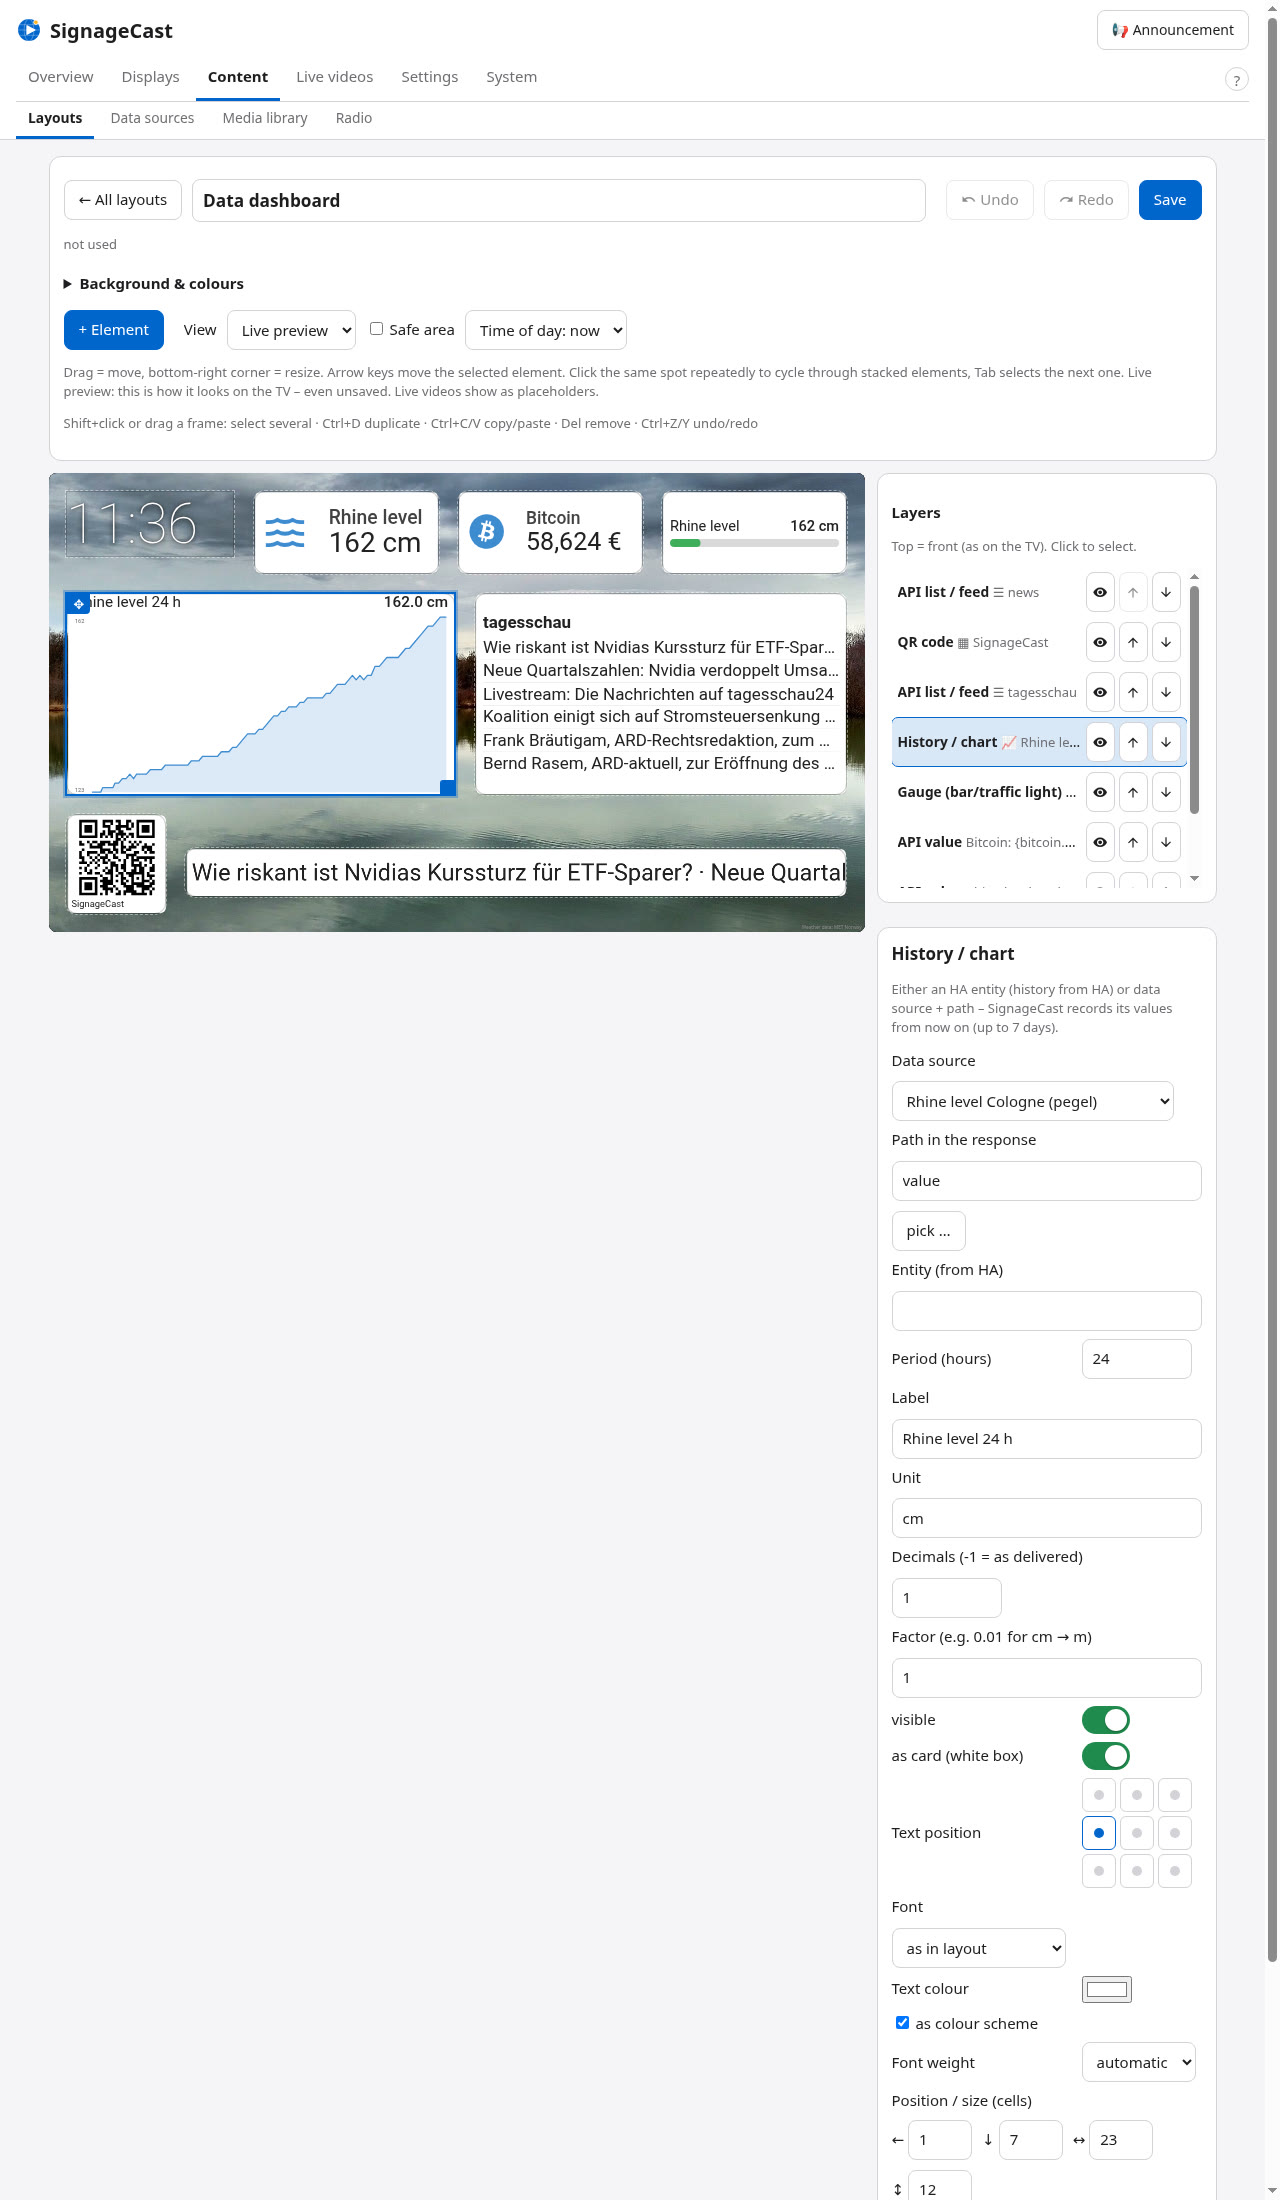 SignageCast
Announcement
Overview Displays Content Live videos Settings System ?
Layouts Data sources Media library Radio
← All layouts
Data dashboard
Undo Redo Save
not used
Background & colours
+ Element View Live preview Safe area Time of day: now
Drag = move, bottom-right corner = resize. Arrow keys move the selected element. Click the same spot repeatedly to cycle through stacked elements, Tab selects the next one. Live
preview: this is how it looks on the TV – even unsaved. Live videos show as placeholders.
Shift+click or drag a frame: select several · Ctrl+D duplicate · Ctrl+C/V copy/paste · Del remove · Ctrl+Z/Y undo/redo
11:36
Rhine level
162 cm
Bitcoin
58,624 €
Rhine level 162 cm
hine level 24 h 162.0 cm
162
123
tagesschau
Wie riskant ist Nvidias Kurssturz für ETF-Spar...
Neue Quartalszahlen: Nvidia verdoppelt Umsa...
Livestream: Die Nachrichten auf tagesschau24
Koalition einigt sich auf Stromsteuersenkung ...
Frank Bräutigam, ARD-Rechtsredaktion, zum ...
Bernd Rasem, ARD-aktuell, zur Eröffnung des ...
SignageCast
Wie riskant ist Nvidias Kurssturz für ETF-Sparer? · Neue Quartal
Layers
Top = front (as on the TV). Click to select.
API list / feed ☰ news
QR code ▦ SignageCast
API list / feed ☰ tagesschau
History / chart 📈 Rhine le...
Gauge (bar/traffic light) ...
API value Bitcoin: {bitcoin....
History / chart
Either an HA entity (history from HA) or data
source + path – SignageCast records its values
from now on (up to 7 days).
Data source
Rhine level Cologne (pegel)
Path in the response
value
pick ...
Entity (from HA)
Period (hours) 24
Label
Rhine level 24 h
Unit
cm
Decimals (-1 = as delivered)
1
Factor (e.g. 0.01 for cm → m)
1
visible
as card (white box)
Text position
Font
as in layout
Text colour
as colour scheme
Font weight automatic
Position / size (cells)
← 1 ↓ 7 ↔ 23
↕ 12